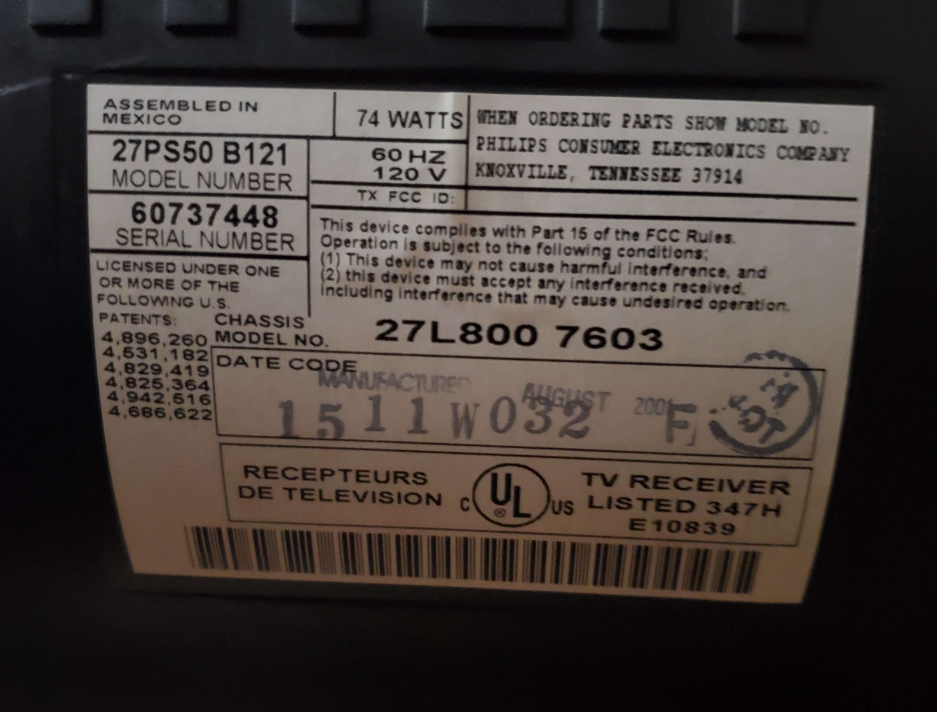 ASSEMBLED IN
MEXICO
74 WATTS
WHEN ORDERING PARTS SHOW MODEL NO.
PHILIPS CONSUMER ELECTRONICS COMPANY
KNOXVILLE, TENNESSEE 37914
27PS50 B121
MODEL NUMBER
60 HZ
120 V
TX FCC ID:
60737448
SERIAL NUMBER
This device complies with Part 15 of the FCC Rules.
Operation is subject to the following conditions:
(1) This device may not cause harmful interference, and
(2) this device must accept any interference received,
including interference that may cause undesired operation.
LICENSED UNDER ONE
OR MORE OF THE
FOLLOWING U.S.
PATENTS:
4,896,260
4,531,182
4,829,419
4,825,364
4,942,516
4,686,622
CHASSIS
MODEL NO.
27L800 7603
DATE CODE
MANUFACTURED AUGUST
1511W032 F
RECEPTEURS
DE TELEVISION
C UL ® US
TV RECEIVER
LISTED 347H
E10839